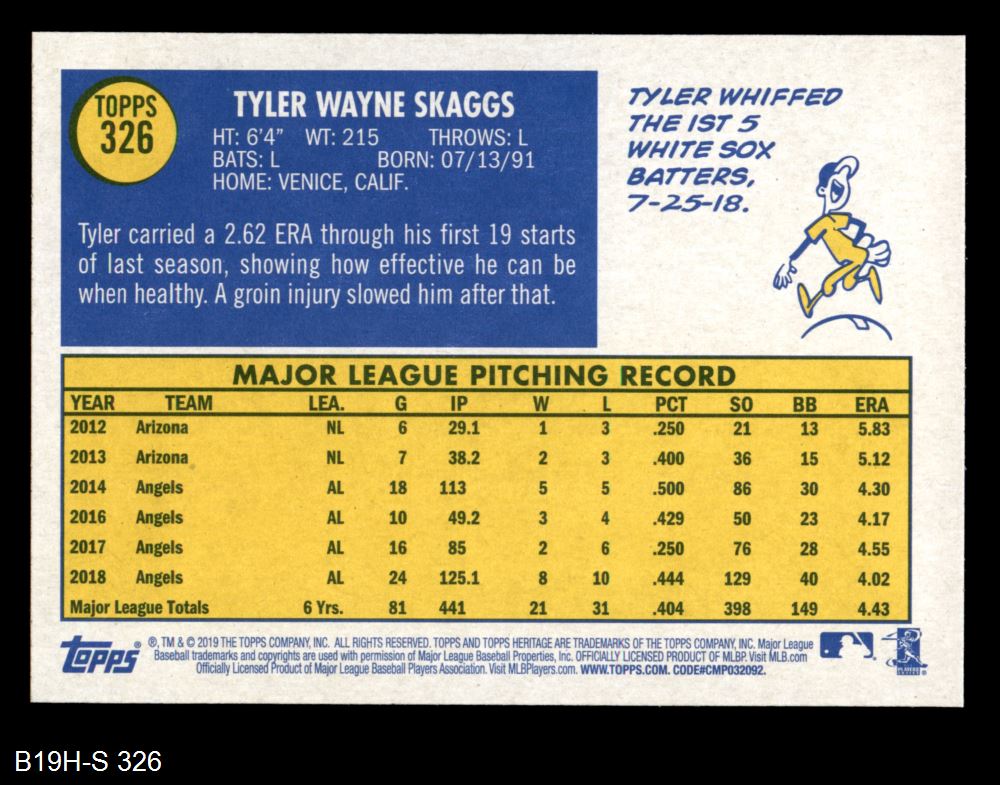 TOPPS
326
TYLER WAYNE SKAGGS
HT: 6'4" WT: 215 THROWS: L
BATS: L BORN: 07/13/91
HOME: VENICE, CALIF.
Tyler carried a 2.62 ERA through his first 19 starts
of last season, showing how effective he can be
when healthy. A groin injury slowed him after that.
TYLER WHIFFED
THE 1ST 5
WHITE SOX
BATTERS,
7-25-18.
MAJOR LEAGUE PITCHING RECORD
YEAR TEAM LEA. G IP W L PCT SO BB ERA
2012 Arizona NL 6 29.1 1 3 .250 21 13 5.83
2013 Arizona NL 7 38.2 2 3 .400 36 15 5.12
2014 Angels AL 18 113 5 5 .500 86 30 4.30
2016 Angels AL 10 49.2 3 4 .429 50 23 4.17
2017 Angels AL 16 85 2 6 .250 76 28 4.55
2018 Angels AL 24 125.1 8 10 .444 129 40 4.02
Major League Totals 6 Yrs. 81 441 21 31 .404 398 149 4.43
Topps ®, TM & © 2019 THE TOPPS COMPANY, INC. ALL RIGHTS RESERVED. TOPPS AND TOPPS HERITAGE ARE TRADEMARKS OF THE TOPPS COMPANY, INC. Major League
Baseball trademarks and copyrights are used with permission of Major League Baseball Properties, Inc. OFFICIALLY LICENSED PRODUCT OF MLBP. Visit MLB.com
Officially Licensed Product of Major League Baseball Players Association. Visit MLBPlayers.com. WWW.TOPPS.COM. CODE#CMP032092.
B19H-S 326